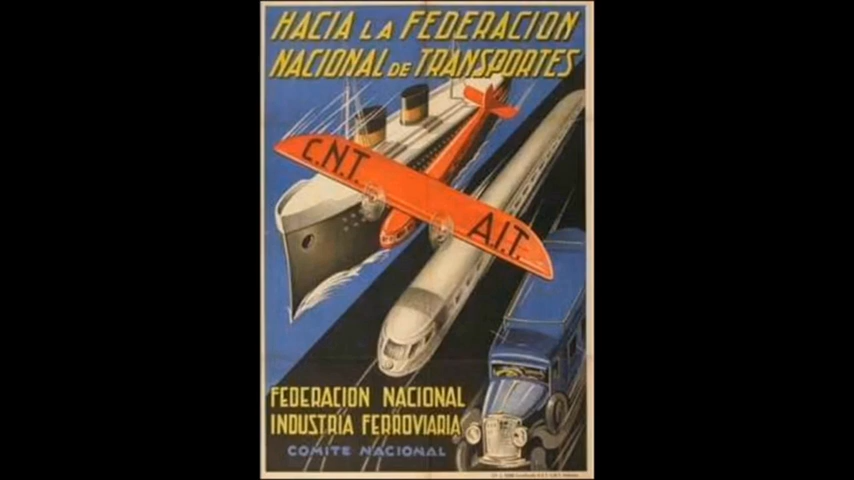 HACIA LA FEDERACION
NACIONAL DE TRANSPORTES
C.N.T.
A.I.T.
FEDERACION NACIONAL
INDUSTRIA FERROVIARIA
COMITE NACIONAL